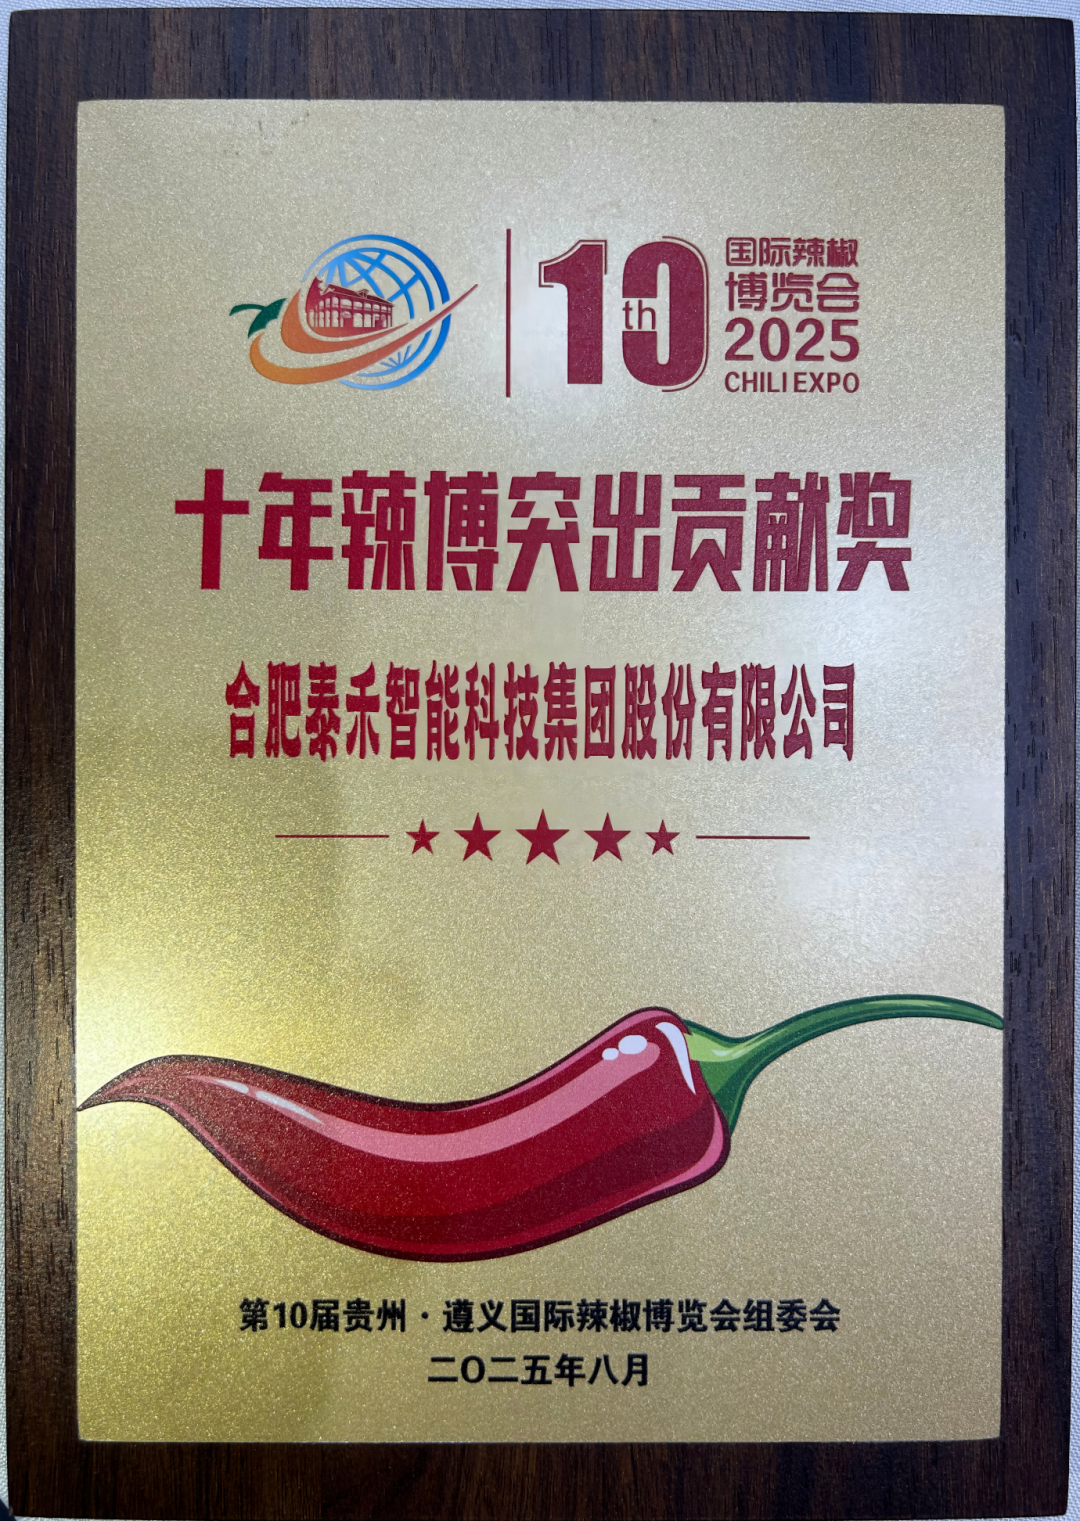 10th
国际辣椒
博览会
2025
CHILI EXPO
十年辣博突出贡献奖
合肥泰禾智能科技集团股份有限公司
第10届贵州·遵义国际辣椒博览会组委会
二〇二五年八月